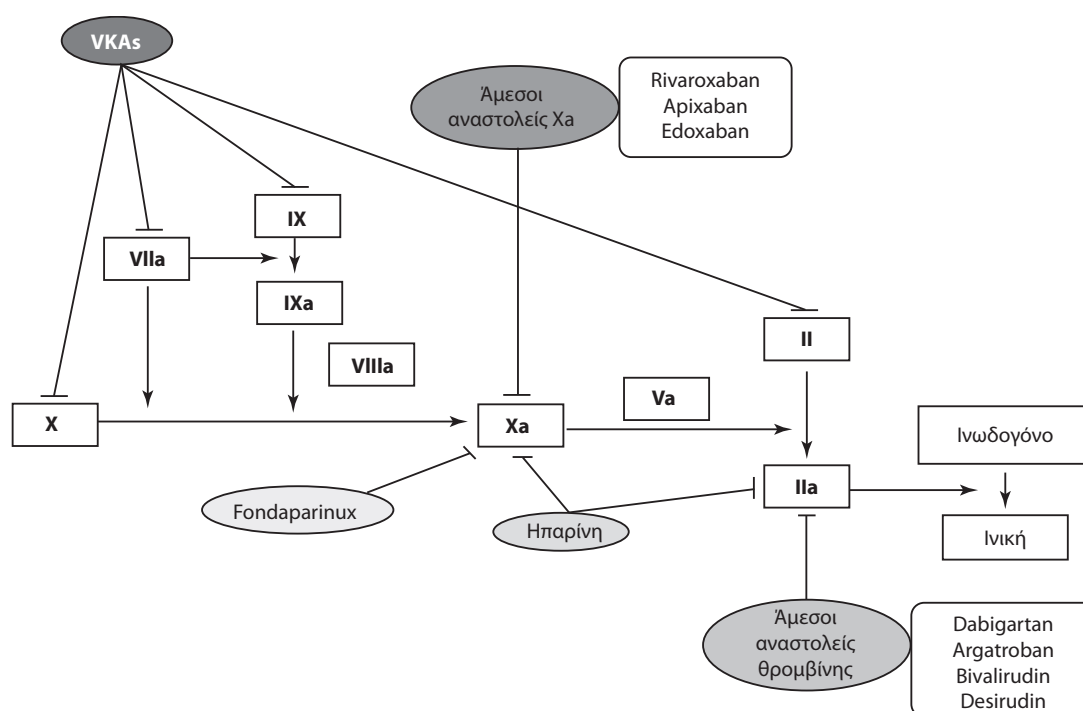 VKAs
Άμεσοι
αναστολείς Xa
Rivaroxaban
Apixaban
Edoxaban
IX
VIIa
IXa
VIIIa
II
X
Xa
Va
IIa
Ινωδογόνο
Ινική
Fondaparinux
Ηπαρίνη
Άμεσοι
αναστολείς
θρομβίνης
Dabigartan
Argatroban
Bivalirudin
Desirudin